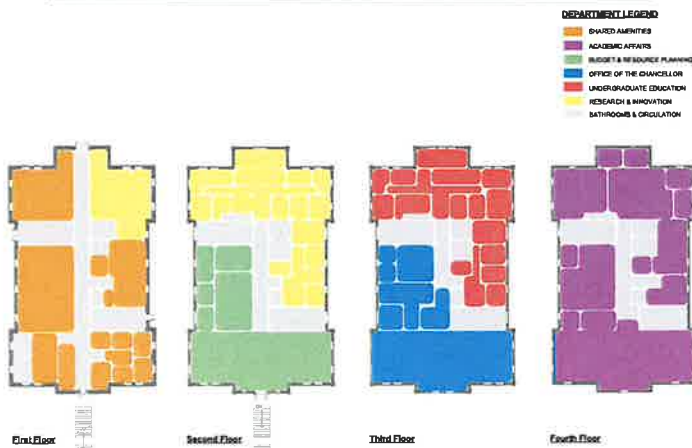 DEPARTMENT LEGEND
SHARED AMENITIES
ACADEMIC AFFAIRS
BUDGET & RESOURCE PLANNING
OFFICE OF THE CHANCELLOR
UNDERGRADUATE EDUCATION
RESEARCH & INNOVATION
BATHROOMS & CIRCULATION
First Floor
Second Floor
Third Floor
Fourth Floor